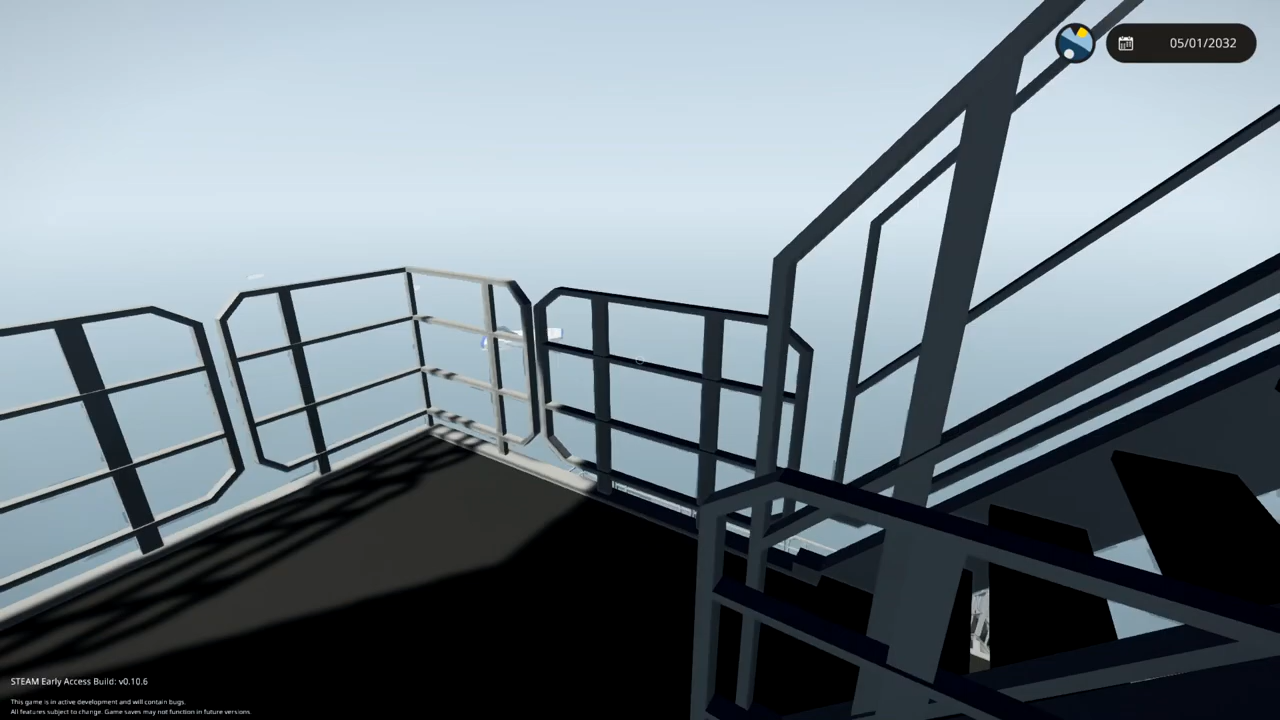 05/01/2032
STEAM Early Access Build: v0.10.6
This game is in active development and will contain bugs.
All features subject to change. Game saves may not function in future versions